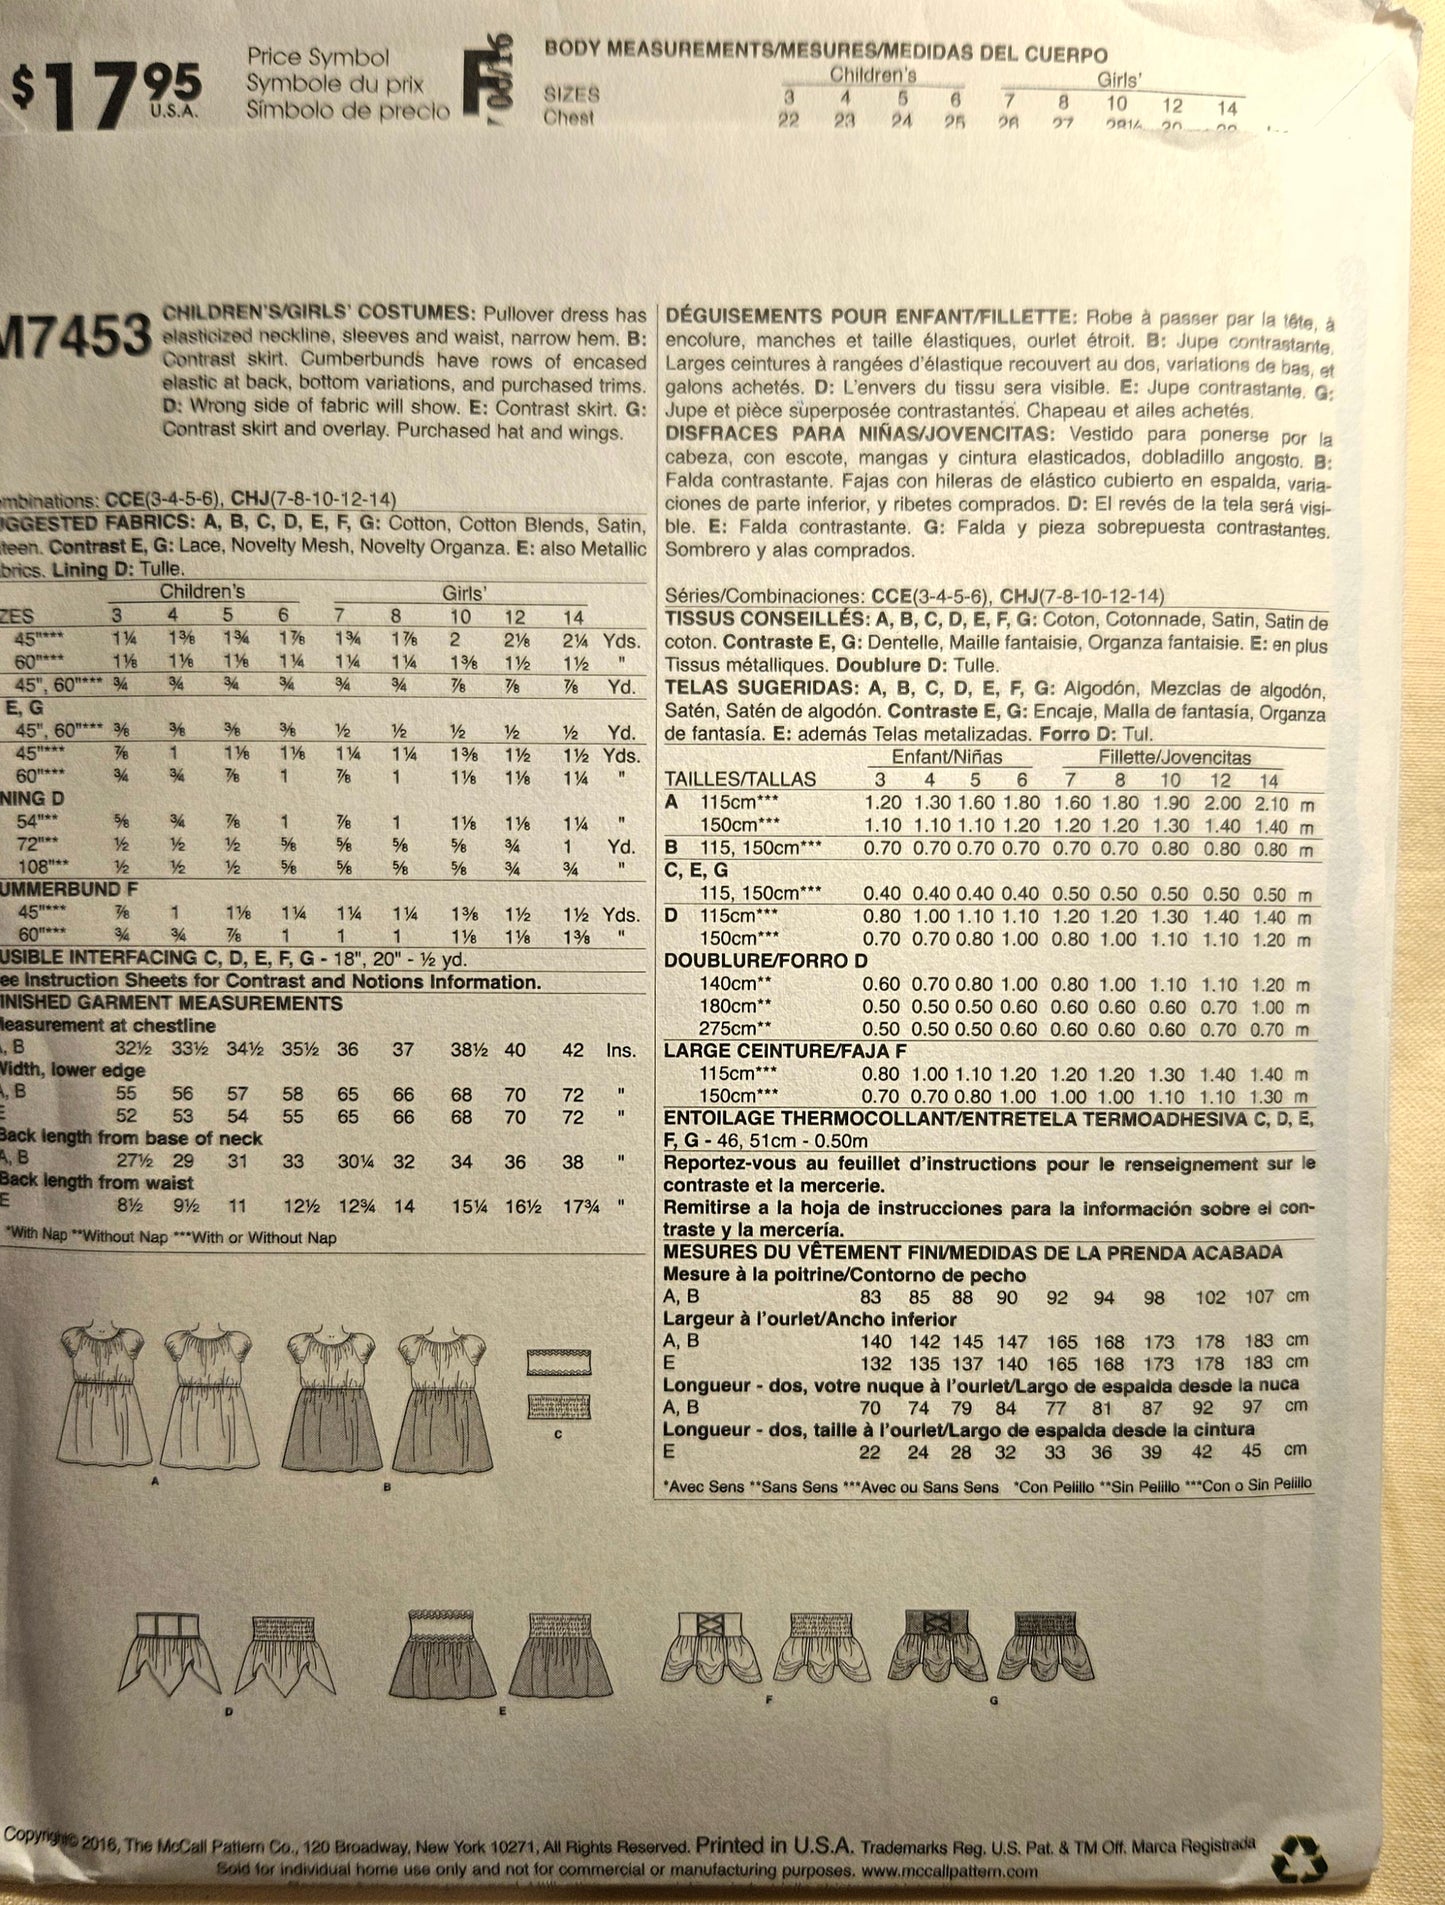 $17.95
U.S.A.
Price Symbol
Symbole du prix
Símbolo de precio
F
BODY MEASUREMENTS/MESURES/MEDIDAS DEL CUERPO
Children's Girls'
SIZES 3 4 5 6 7 8 10 12 14
Chest 22 23 24 25 26 27 28½
M7453
CHILDREN'S/GIRLS' COSTUMES: Pullover dress has
elasticized neckline, sleeves and waist, narrow hem. B:
Contrast skirt. Cumberbunds have rows of encased
elastic at back, bottom variations, and purchased trims.
D: Wrong side of fabric will show. E: Contrast skirt. G:
Contrast skirt and overlay. Purchased hat and wings.
mbinations: CCE(3-4-5-6), CHJ(7-8-10-12-14)
GGESTED FABRICS: A, B, C, D, E, F, G: Cotton, Cotton Blends, Satin,
teen. Contrast E, G: Lace, Novelty Mesh, Novelty Organza. E: also Metallic
brics. Lining D: Tulle.
Children's Girls'
ZES 3 4 5 6 7 8 10 12 14
45"*** 1¼ 1⅜ 1¾ 1⅞ 1¾ 1⅞ 2 2⅛ 2¼ Yds.
60"*** 1⅛ 1⅛ 1⅛ 1¼ 1¼ 1¼ 1⅜ 1½ 1½ "
45", 60"*** ¾ ¾ ¾ ¾ ¾ ¾ ⅞ ⅞ ⅞ Yd.
E, G
45", 60"*** ⅜ ⅜ ⅜ ⅜ ½ ½ ½ ½ ½ Yd.
45"*** ⅞ 1 1⅛ 1⅛ 1¼ 1¼ 1⅜ 1½ 1½ Yds.
60"*** ¾ ¾ ⅞ 1 ⅞ 1 1⅛ 1⅛ 1¼ "
NING D
54"** ⅝ ¾ ⅞ 1 ⅞ 1 1⅛ 1⅛ 1¼ "
72"** ½ ½ ½ ⅝ ⅝ ⅝ ⅝ ¾ 1 Yd.
108"** ½ ½ ½ ⅝ ⅝ ⅝ ⅝ ¾ ¾ "
UMMERBUND F
45"*** ⅞ 1 1⅛ 1¼ 1¼ 1¼ 1⅜ 1½ 1½ Yds.
60"*** ¾ ¾ ⅞ 1 1 1 1⅛ 1⅛ 1⅜ "
USIBLE INTERFACING C, D, E, F, G - 18", 20" - ½ yd.
ee Instruction Sheets for Contrast and Notions Information.
INISHED GARMENT MEASUREMENTS
Measurement at chestline
A, B 32½ 33½ 34½ 35½ 36 37 38½ 40 42 Ins.
Width, lower edge
A, B 55 56 57 58 65 66 68 70 72 "
E 52 53 54 55 65 66 68 70 72 "
Back length from base of neck
A, B 27½ 29 31 33 30¼ 32 34 36 38 "
Back length from waist
E 8½ 9½ 11 12½ 12¾ 14 15¼ 16½ 17¾ "
*With Nap **Without Nap ***With or Without Nap
DÉGUISEMENTS POUR ENFANT/FILLETTE: Robe à passer par la tête, à
encolure, manches et taille élastiques, ourlet étroit. B: Jupe contrastante.
Larges ceintures à rangées d'élastique recouvert au dos, variations de bas, et
galons achetés. D: L'envers du tissu sera visible. E: Jupe contrastante. G:
Jupe et pièce superposée contrastantes. Chapeau et ailes achetés.
DISFRACES PARA NIÑAS/JOVENCITAS: Vestido para ponerse por la
cabeza, con escote, mangas y cintura elasticados, dobladillo angosto. B:
Falda contrastante. Fajas con hileras de elástico cubierto en espalda, varia-
ciones de parte inferior, y ribetes comprados. D: El revés de la tela será visi-
ble. E: Falda contrastante. G: Falda y pieza sobrepuesta contrastantes.
Sombrero y alas comprados.
Séries/Combinaciones: CCE(3-4-5-6), CHJ(7-8-10-12-14)
TISSUS CONSEILLÉS: A, B, C, D, E, F, G: Coton, Cotonnade, Satin, Satin de
coton. Contraste E, G: Dentelle, Maille fantaisie, Organza fantaisie. E: en plus
Tissus métalliques. Doublure D: Tulle.
TELAS SUGERIDAS: A, B, C, D, E, F, G: Algodón, Mezclas de algodón,
Satén, Satén de algodón. Contraste E, G: Encaje, Malla de fantasía, Organza
de fantasía. E: además Telas metalizadas. Forro D: Tul.
Enfant/Niñas Fillette/Jovencitas
TAILLES/TALLAS 3 4 5 6 7 8 10 12 14
A 115cm*** 1.20 1.30 1.60 1.80 1.60 1.80 1.90 2.00 2.10 m
150cm*** 1.10 1.10 1.10 1.20 1.20 1.20 1.30 1.40 1.40 m
B 115, 150cm*** 0.70 0.70 0.70 0.70 0.70 0.70 0.80 0.80 0.80 m
C, E, G
115, 150cm*** 0.40 0.40 0.40 0.40 0.50 0.50 0.50 0.50 0.50 m
D 115cm*** 0.80 1.00 1.10 1.10 1.20 1.20 1.30 1.40 1.40 m
150cm*** 0.70 0.70 0.80 1.00 0.80 1.00 1.10 1.10 1.20 m
DOUBLURE/FORRO D
140cm** 0.60 0.70 0.80 1.00 0.80 1.00 1.10 1.10 1.20 m
180cm** 0.50 0.50 0.50 0.60 0.60 0.60 0.60 0.70 1.00 m
275cm** 0.50 0.50 0.50 0.60 0.60 0.60 0.60 0.70 0.70 m
LARGE CEINTURE/FAJA F
115cm*** 0.80 1.00 1.10 1.20 1.20 1.20 1.30 1.40 1.40 m
150cm*** 0.70 0.70 0.80 1.00 1.00 1.00 1.10 1.10 1.30 m
ENTOILAGE THERMOCOLLANT/ENTRETELA TERMOADHESIVA C, D, E,
F, G - 46, 51cm - 0.50m
Reportez-vous au feuillet d'instructions pour le renseignement sur le
contraste et la mercerie.
Remitirse a la hoja de instrucciones para la información sobre el con-
traste y la mercería.
MESURES DU VÊTEMENT FINI/MEDIDAS DE LA PRENDA ACABADA
Mesure à la poitrine/Contorno de pecho
A, B 83 85 88 90 92 94 98 102 107 cm
Largeur à l'ourlet/Ancho inferior
A, B 140 142 145 147 165 168 173 178 183 cm
E 132 135 137 140 165 168 173 178 183 cm
Longueur - dos, votre nuque à l'ourlet/Largo de espalda desde la nuca
A, B 70 74 79 84 77 81 87 92 97 cm
Longueur - dos, taille à l'ourlet/Largo de espalda desde la cintura
E 22 24 28 32 33 36 39 42 45 cm
*Avec Sens **Sans Sens ***Avec ou Sans Sens *Con Pelillo **Sin Pelillo ***Con o Sin Pelillo
A B C
D E F G
Copyright © 2016, The McCall Pattern Co., 120 Broadway, New York 10271, All Rights Reserved. Printed in U.S.A. Trademarks Reg. U.S. Pat. & TM Off. Marca Registrada
Sold for individual home use only and not for commercial or manufacturing purposes. www.mccallpattern.com